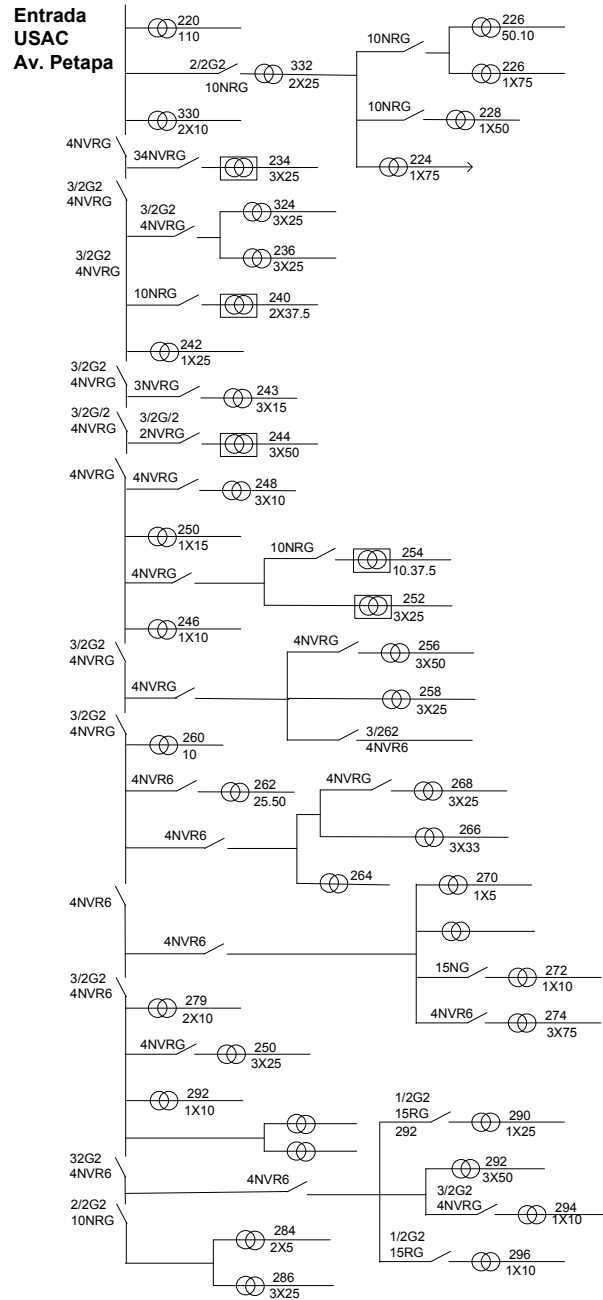 Entrada
USAC
Av. Petapa
220
110
2/2G2
10NRG
332
2X25
10NRG
226
50.10
226
1X75
10NRG
228
1X50
224
1X75
330
2X10
4NVRG
34NVRG
234
3X25
3/2G2
4NVRG
3/2G2
4NVRG
324
3X25
236
3X25
3/2G2
4NVRG
10NRG
240
2X37.5
242
1X25
3/2G2
4NVRG
3NVRG
243
3X15
3/2G/2
4NVRG
3/2G/2
2NVRG
244
3X50
4NVRG
4NVRG
248
3X10
250
1X15
4NVRG
10NRG
254
10.37.5
252
3X25
246
1X10
3/2G2
4NVRG
4NVRG
4NVRG
256
3X50
258
3X25
3/262
4NVR6
3/2G2
4NVRG
260
10
4NVR6
262
25.50
4NVR6
4NVRG
268
3X25
266
3X33
264
4NVR6
4NVR6
270
1X5
15NG
272
1X10
4NVR6
274
3X75
3/2G2
4NVR6
279
2X10
4NVRG
250
3X25
292
1X10
32G2
4NVR6
4NVR6
1/2G2
15RG
292
290
1X25
292
3X50
3/2G2
4NVRG
294
1X10
1/2G2
15RG
296
1X10
2/2G2
10NRG
284
2X5
286
3X25